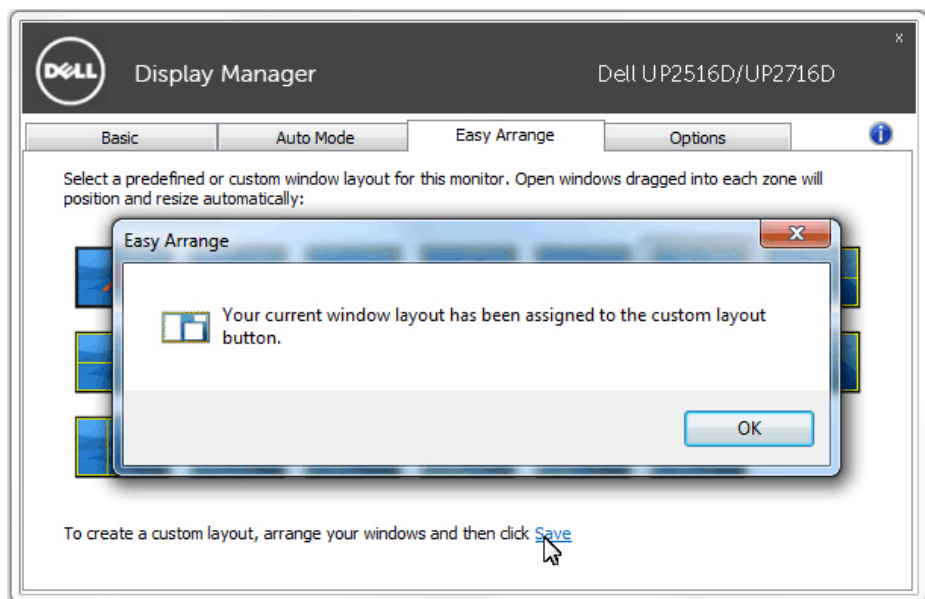 x
DELL
Display Manager
Dell UP2516D/UP2716D
Basic
Auto Mode
Easy Arrange
Options
Select a predefined or custom window layout for this monitor. Open windows dragged into each zone will
position and resize automatically:
Easy Arrange
Your current window layout has been assigned to the custom layout
button.
OK
To create a custom layout, arrange your windows and then click Save